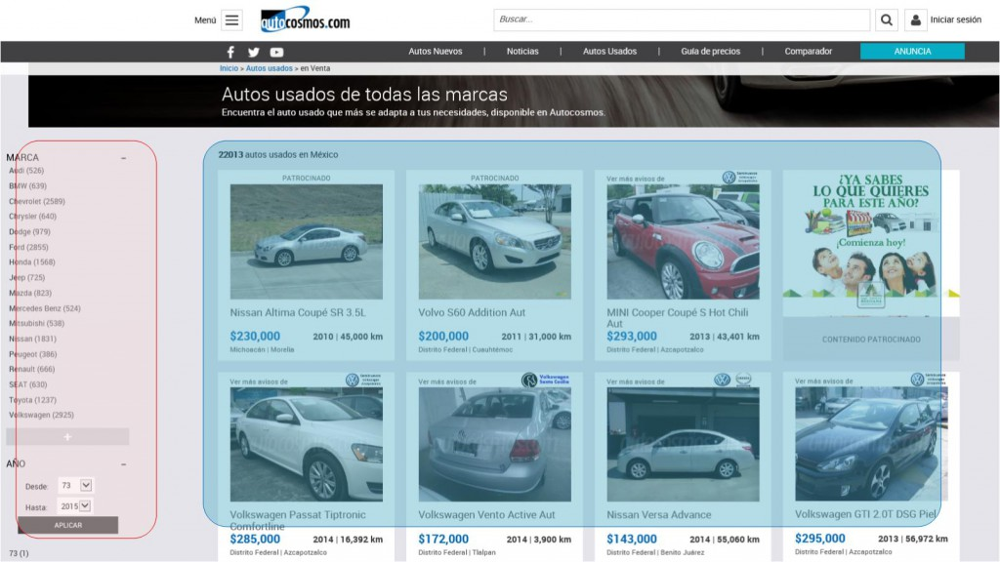 Menú
autocosmos.com
Buscar...
Iniciar sesión
Autos Nuevos | Noticias | Autos Usados | Guía de precios | Comparador
ANUNCIA
Inicio » Autos usados » en Venta
Autos usados de todas las marcas
Encuentra el auto usado que más se adapta a tus necesidades, disponible en Autocosmos.
MARCA –
Audi (526)
BMW (639)
Chevrolet (2589)
Chrysler (640)
Dodge (979)
Ford (2855)
Honda (1568)
Jeep (725)
Mazda (823)
Mercedes Benz (524)
Mitsubishi (538)
Nissan (1831)
Peugeot (386)
Renault (666)
SEAT (630)
Toyota (1237)
Volkswagen (2925)
+
AÑO –
Desde: 73
Hasta: 2015
APLICAR
73 (1)
22013 autos usados en México
PATROCINADO
Nissan Altima Coupé SR 3.5L
$230,000 2010 | 45,000 km
Michoacán | Morelia
PATROCINADO
Volvo S60 Addition Aut
$200,000 2011 | 31,000 km
Distrito Federal | Cuauhtémoc
Ver más avisos de
MINI Cooper Coupé S Hot Chili
Aut
$293,000 2013 | 43,401 km
Distrito Federal | Azcapotzalco
¿YA SABES
LO QUE QUIERES
PARA ESTE AÑO?
¡Comienza hoy!
CONTENIDO PATROCINADO
Ver más avisos de
Volkswagen Passat Tiptronic
Comfortline
$285,000 2014 | 16,392 km
Distrito Federal | Azcapotzalco
Ver más avisos de
Volkswagen
Santa Cecilia
Volkswagen Vento Active Aut
$172,000 2014 | 3,900 km
Distrito Federal | Tlalpan
Ver más avisos de
Nissan Versa Advance
$143,000 2014 | 55,060 km
Distrito Federal | Benito Juárez
Ver más avisos de
Volkswagen GTI 2.0T DSG Piel
$295,000 2013 | 56,972 km
Distrito Federal | Azcapotzalco